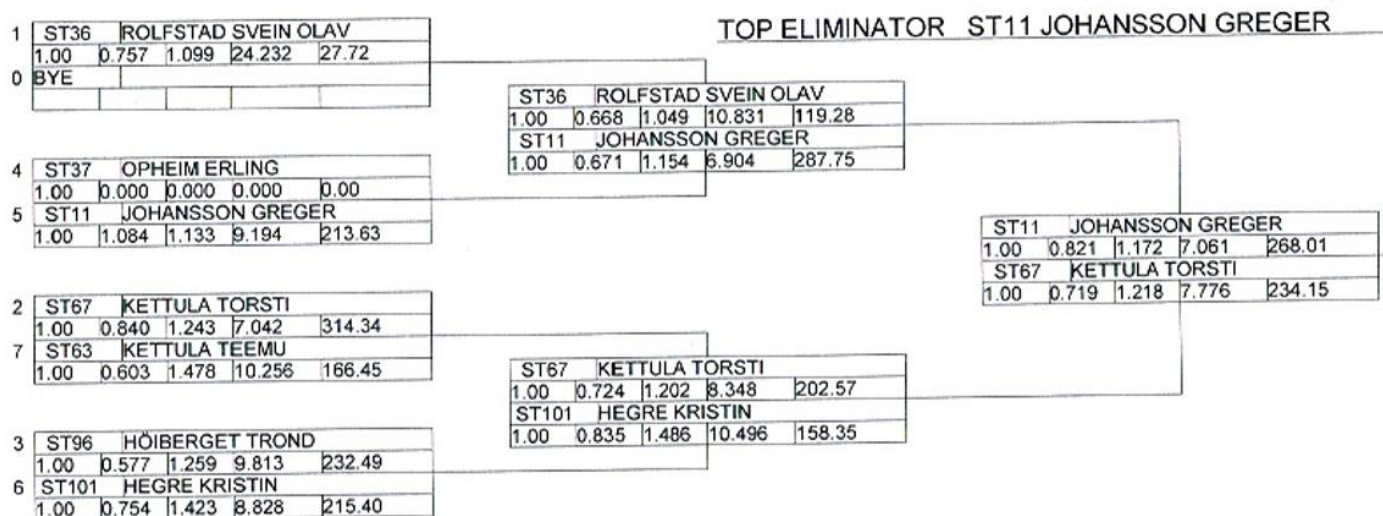 TOP ELIMINATOR ST11 JOHANSSON GREGER
1 ST36 ROLFSTAD SVEIN OLAV
1.00 0.757 1.099 24.232 27.72
0 BYE
4 ST37 OPHEIM ERLING
1.00 0.000 0.000 0.000 0.00
5 ST11 JOHANSSON GREGER
1.00 1.084 1.133 9.194 213.63
2 ST67 KETTULA TORSTI
1.00 0.840 1.243 7.042 314.34
7 ST63 KETTULA TEEMU
1.00 0.603 1.478 10.256 166.45
3 ST96 HÖIBERGET TROND
1.00 0.577 1.259 9.813 232.49
6 ST101 HEGRE KRISTIN
1.00 0.754 1.423 8.828 215.40
ST36 ROLFSTAD SVEIN OLAV
1.00 0.668 1.049 10.831 119.28
ST11 JOHANSSON GREGER
1.00 0.671 1.154 6.904 287.75
ST67 KETTULA TORSTI
1.00 0.724 1.202 8.348 202.57
ST101 HEGRE KRISTIN
1.00 0.835 1.486 10.496 158.35
ST11 JOHANSSON GREGER
1.00 0.821 1.172 7.061 268.01
ST67 KETTULA TORSTI
1.00 0.719 1.218 7.776 234.15